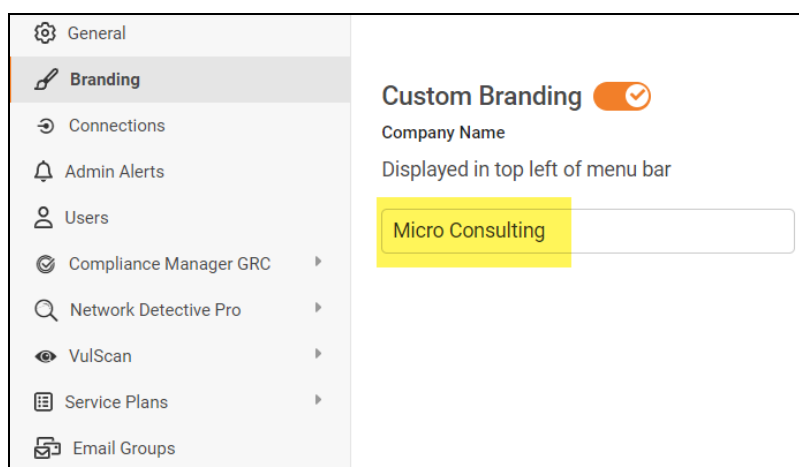 General
Branding
Connections
Admin Alerts
Users
Compliance Manager GRC
Network Detective Pro
VulScan
Service Plans
Email Groups
Custom Branding
Company Name
Displayed in top left of menu bar
Micro Consulting